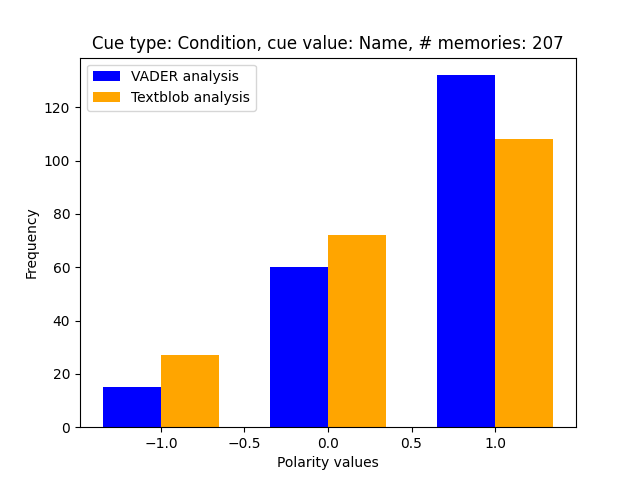 Cue type: Condition, cue value: Name, # memories: 207
VADER analysis
Textblob analysis
Frequency
120
100
80
60
40
20
0
−1.0 −0.5 0.0 0.5 1.0
Polarity values